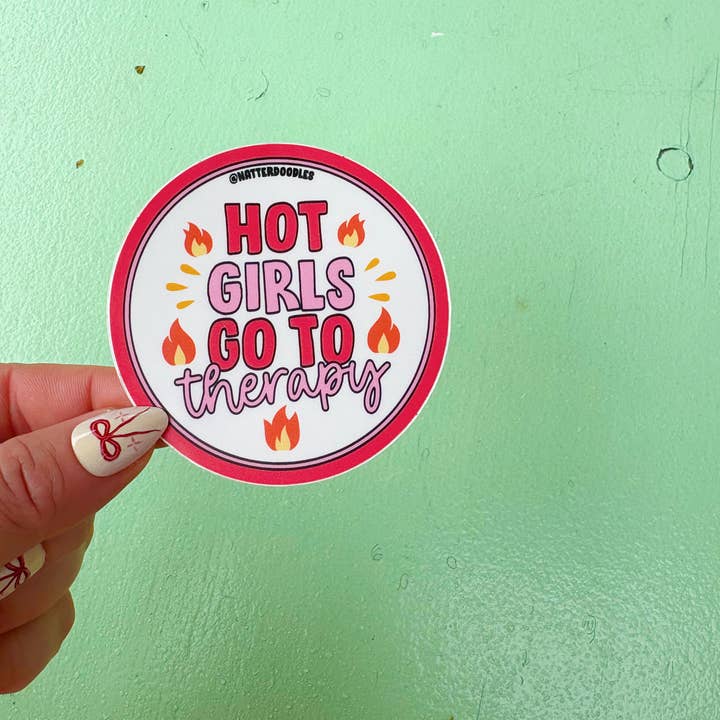 @NATTERDOODLES
HOT
GIRLS
GO TO
therapy